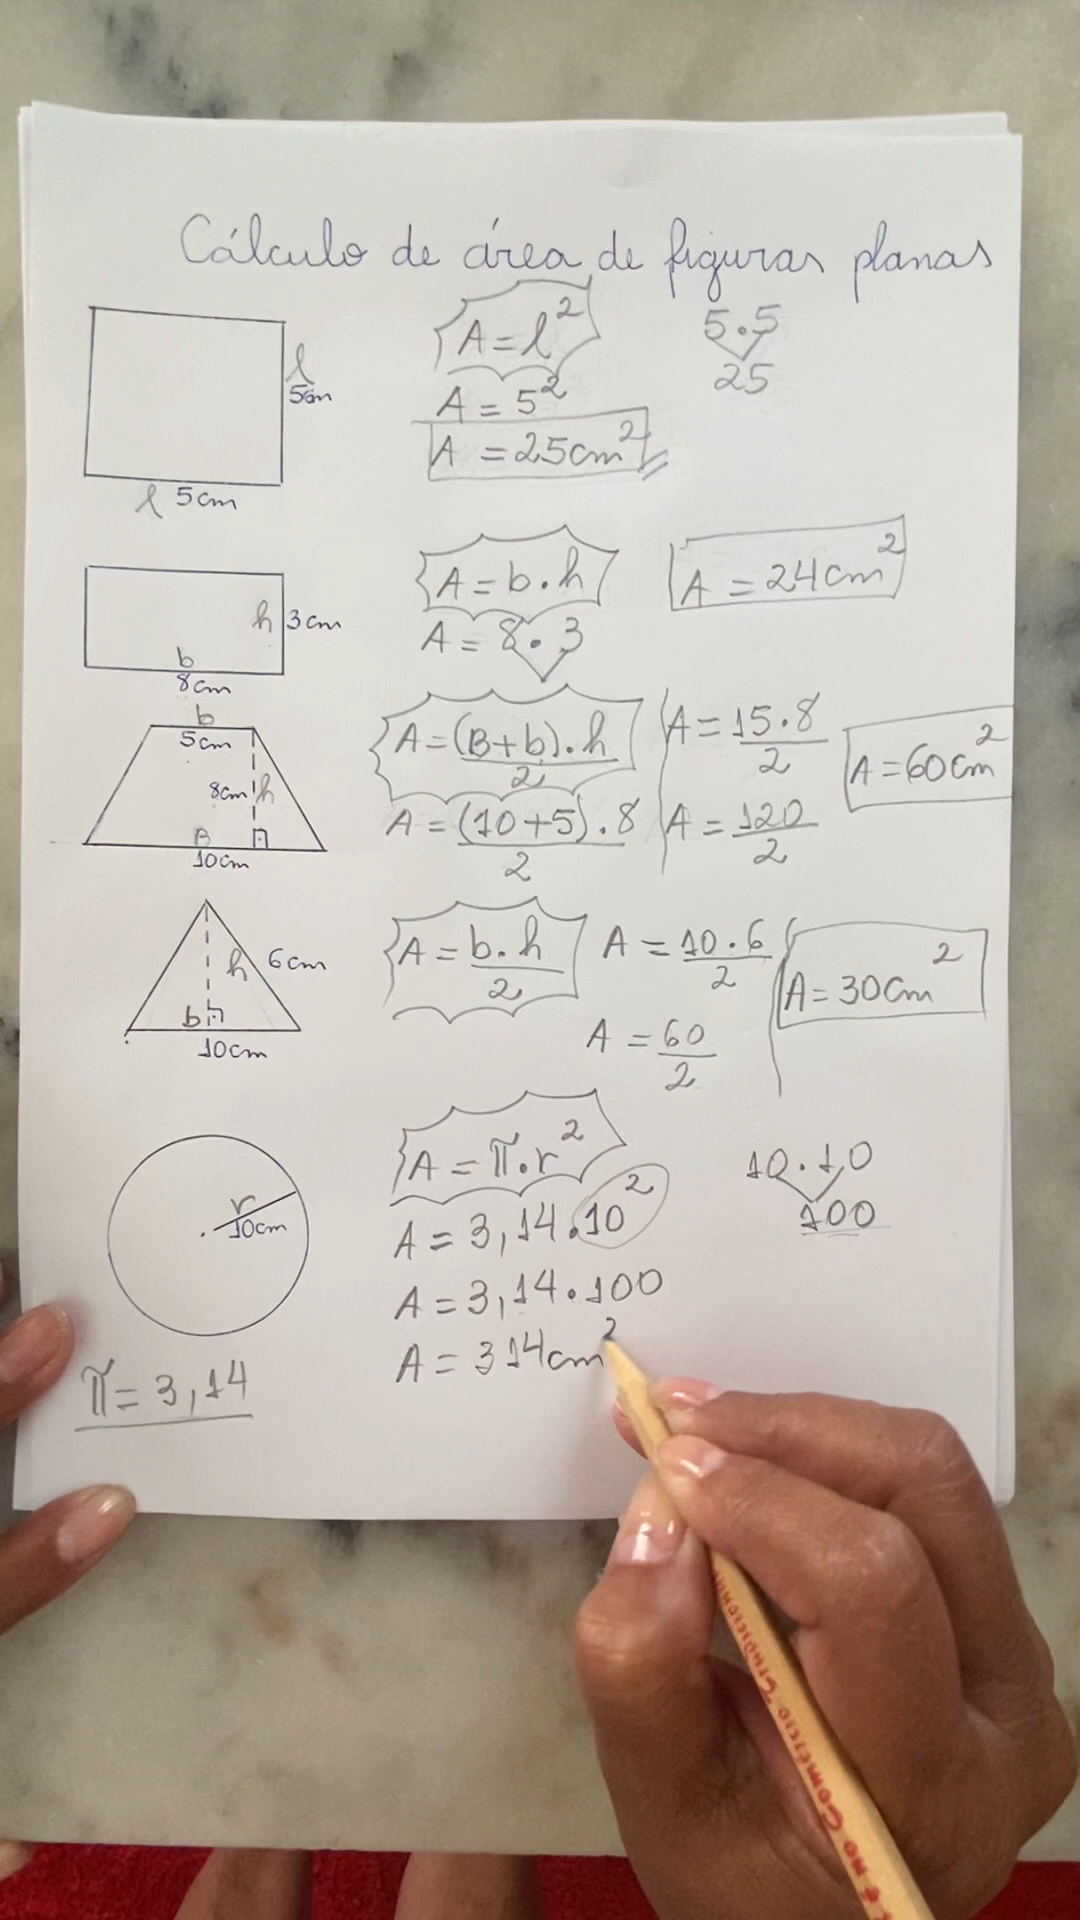 Cálculo de área de figuras planas
l
5cm
l 5cm
A = l²
A = 5²
A = 25cm²
5.5
25
h 3cm
b
8cm
A = b.h
A = 8.3
A = 24cm²
b
5cm
8cm h
B
10cm
A = (B+b).h
2
A = (10+5).8
2
A = 15.8
2
A = 120
2
A = 60cm²
h 6cm
b
10cm
A = b.h
2
A = 10.6
2
A = 60
2
A = 30cm²
r
10cm
π = 3,14
A = π.r²
A = 3,14.10²
A = 3,14.100
A = 314cm²
10.10
100